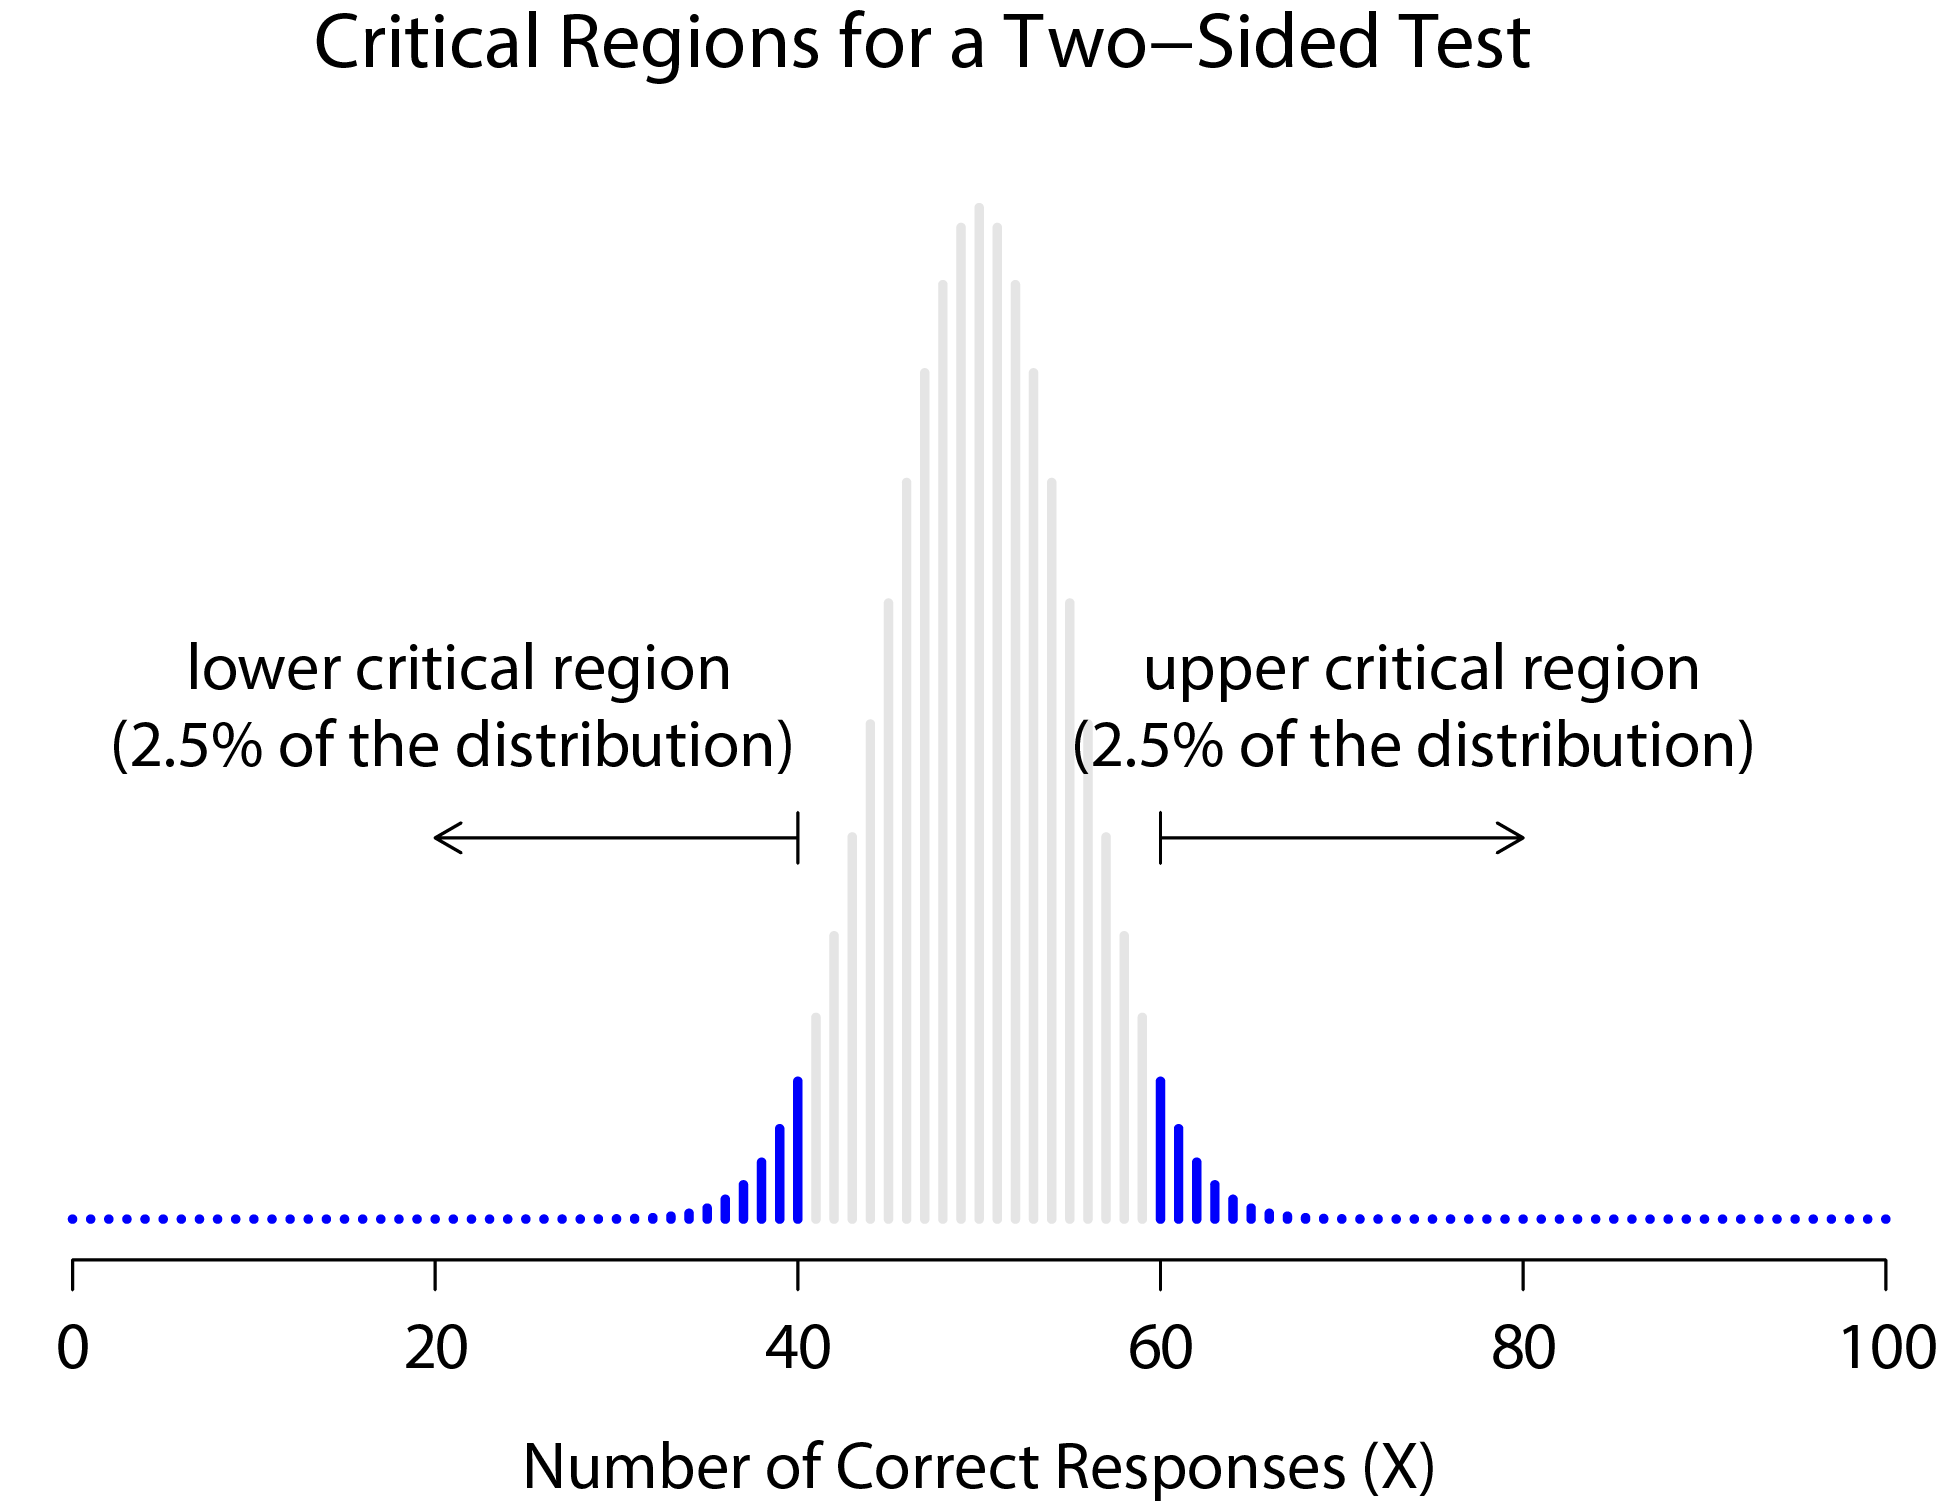 Critical Regions for a Two−Sided Test
lower critical region
(2.5% of the distribution)
upper critical region
(2.5% of the distribution)
0 20 40 60 80 100
Number of Correct Responses (X)